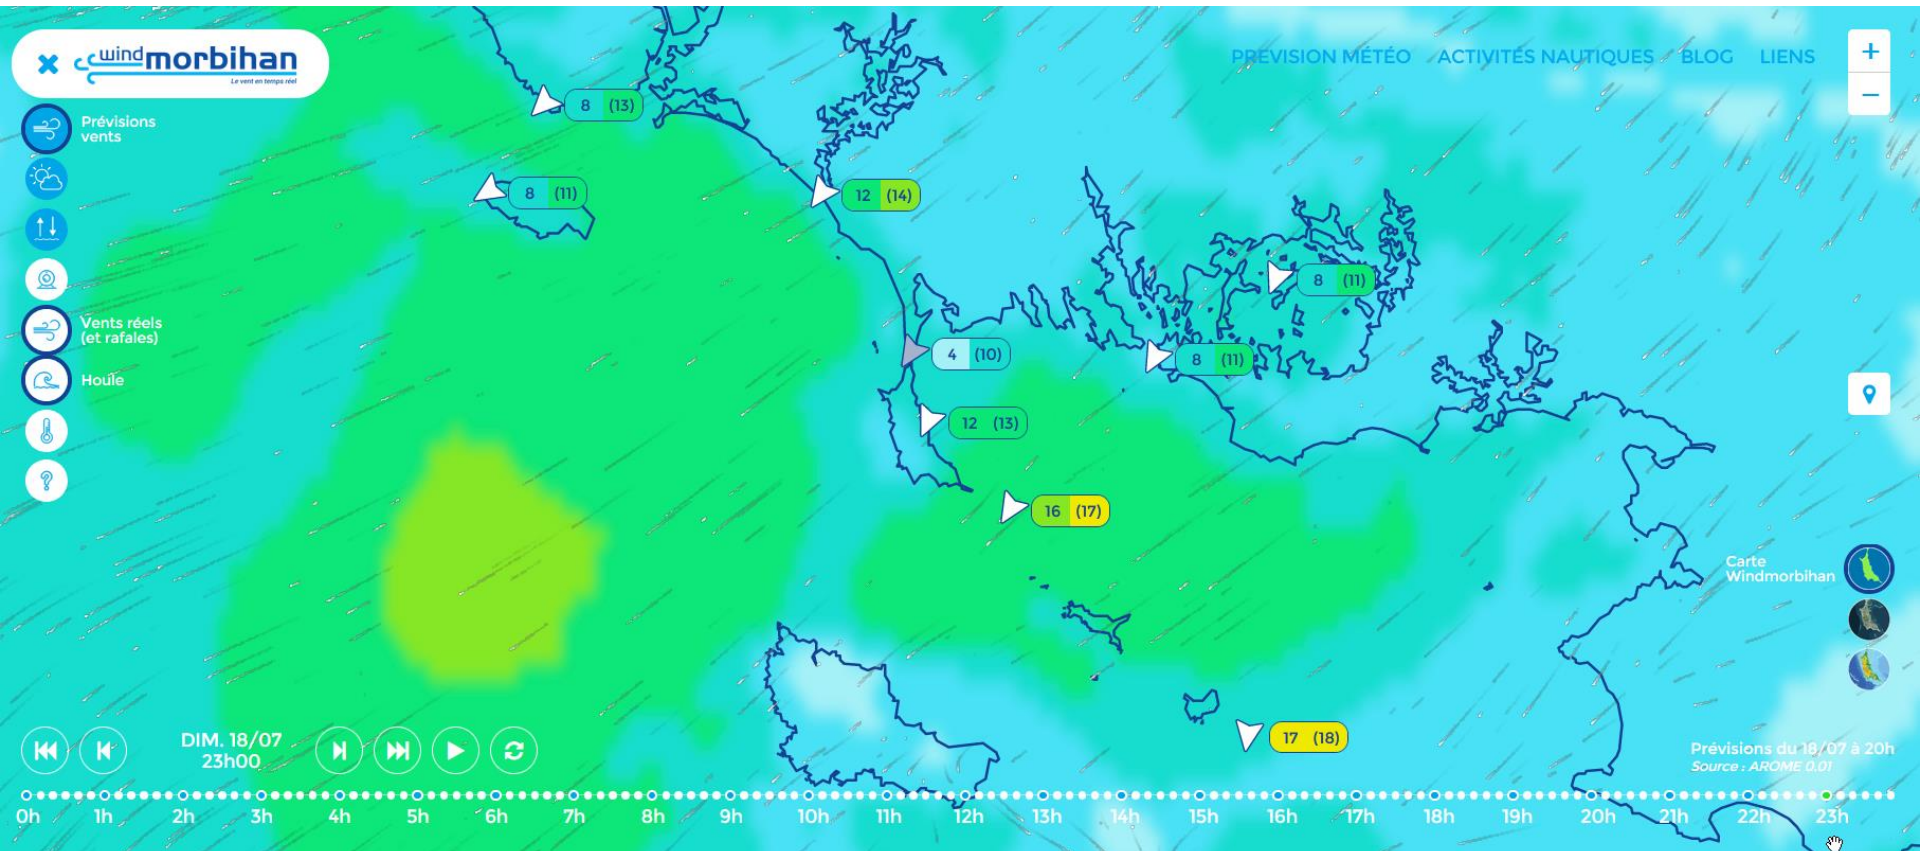 windmorbihan
Le vent en temps réel
PREVISION MÉTÉO ACTIVITÉS NAUTIQUES BLOG LIENS
+
−
Prévisions
vents
8 (13)
8 (11)
12 (14)
8 (11)
Vents réels
(et rafales)
4 (10)
8 (11)
Houle
12 (13)
?
16 (17)
Carte
Windmorbihan
17 (18)
DIM. 18/07
23h00
Prévisions du 18/07 à 20h
Source : AROME 0.01
0h 1h 2h 3h 4h 5h 6h 7h 8h 9h 10h 11h 12h 13h 14h 15h 16h 17h 18h 19h 20h 21h 22h 23h